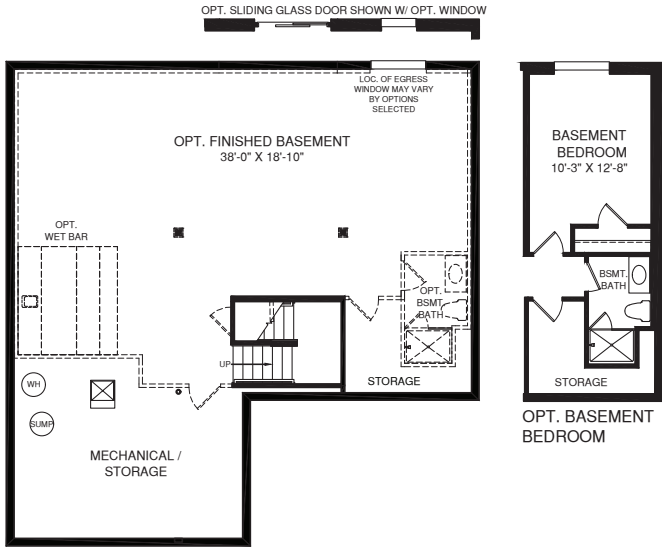 OPT. SLIDING GLASS DOOR SHOWN W/ OPT. WINDOW
LOC. OF EGRESS
WINDOW MAY VARY
BY OPTIONS
SELECTED
OPT. FINISHED BASEMENT
38'-0" X 18'-10"
OPT.
WET BAR
OPT.
BSMT.
BATH
UP
STORAGE
WH
SUMP
MECHANICAL /
STORAGE
BASEMENT
BEDROOM
10'-3" X 12'-8"
BSMT.
BATH
STORAGE
OPT. BASEMENT
BEDROOM